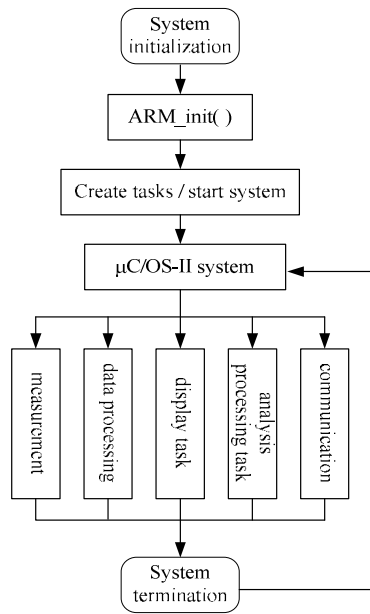 System
initialization
ARM_init( )
Create tasks / start system
μC/OS-II system
measurement
data processing
display task
analysis
processing task
communication
System
termination